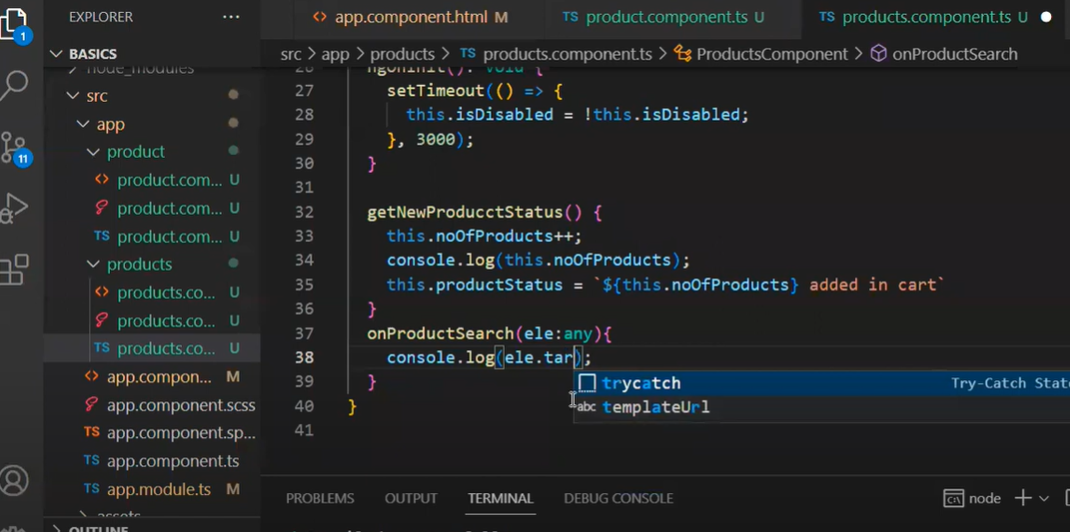 EXPLORER ···
app.component.html M
product.component.ts U
products.component.ts U
BASICS
src > app > products > TS products.component.ts > ProductsComponent > onProductSearch
node_modules
src
app
product
product.com... U
product.com... U
TS product.com... U
products
products.co... U
products.co... U
TS products.co... U
app.compon... M
app.component.scss
TS app.component.sp...
TS app.component.ts
TS app.module.ts M
assets
OUTLINE
1
11
26 ngOnInit(): void {
27 setTimeout(() => {
28 this.isDisabled = !this.isDisabled;
29 }, 3000);
30 }
31
32 getNewProducctStatus() {
33 this.noOfProducts++;
34 console.log(this.noOfProducts);
35 this.productStatus = `${this.noOfProducts} added in cart`
36 }
37 onProductSearch(ele:any){
38 console.log(ele.tar);
39 }
40 }
41
trycatch Try-Catch State
abc templateUrl
PROBLEMS OUTPUT TERMINAL DEBUG CONSOLE
node